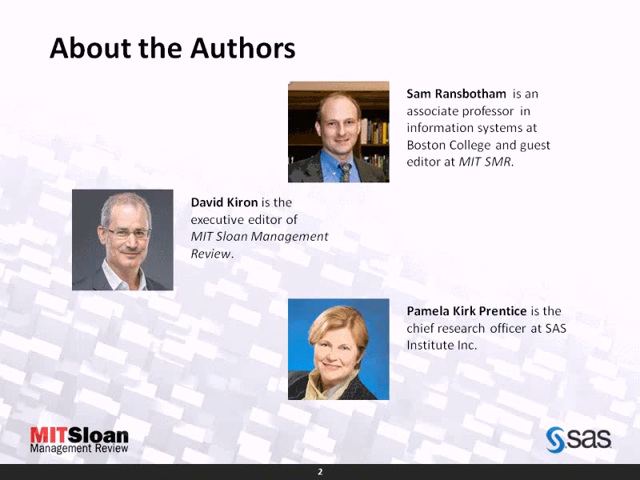 About the Authors
Sam Ransbotham is an
associate professor in
information systems at
Boston College and guest
editor at MIT SMR.
David Kiron is the
executive editor of
MIT Sloan Management
Review.
Pamela Kirk Prentice is the
chief research officer at SAS
Institute Inc.
MITSloan
Management Review
sas
2